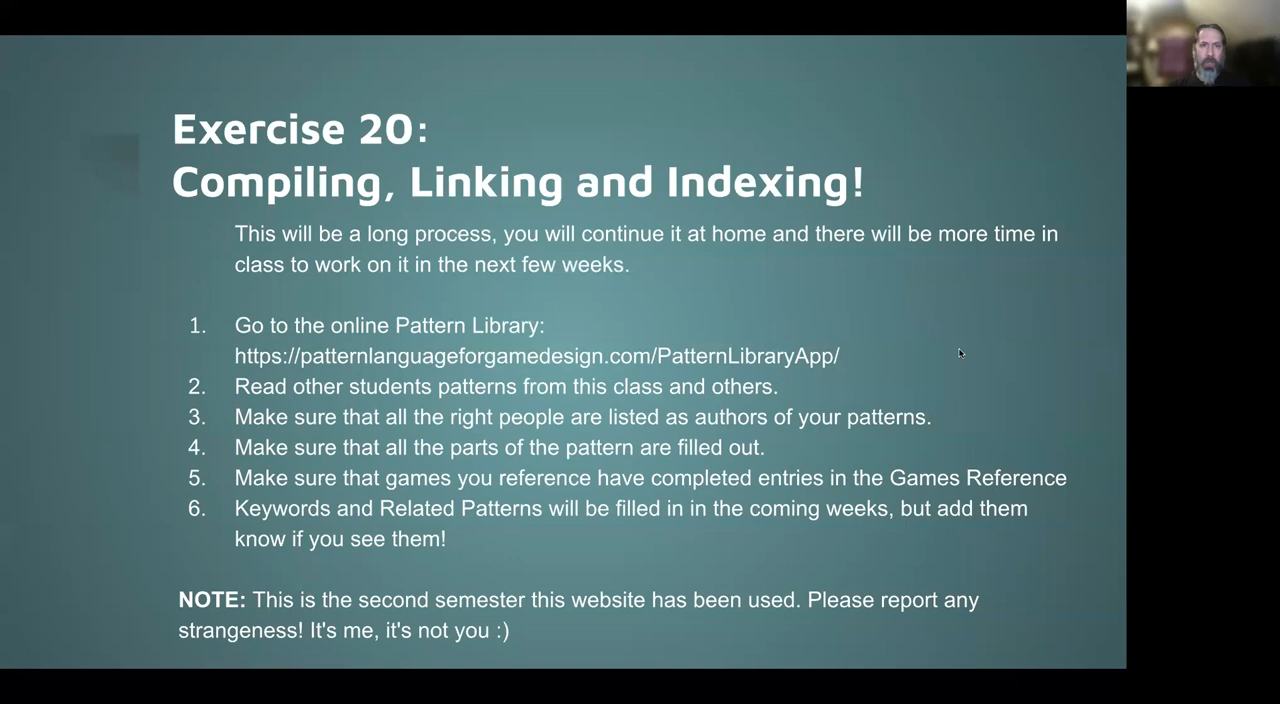 Exercise 20:
Compiling, Linking and Indexing!
This will be a long process, you will continue it at home and there will be more time in
class to work on it in the next few weeks.
1. Go to the online Pattern Library:
https://patternlanguageforgamedesign.com/PatternLibraryApp/
2. Read other students patterns from this class and others.
3. Make sure that all the right people are listed as authors of your patterns.
4. Make sure that all the parts of the pattern are filled out.
5. Make sure that games you reference have completed entries in the Games Reference
6. Keywords and Related Patterns will be filled in in the coming weeks, but add them
know if you see them!
NOTE: This is the second semester this website has been used. Please report any
strangeness! It's me, it's not you :)